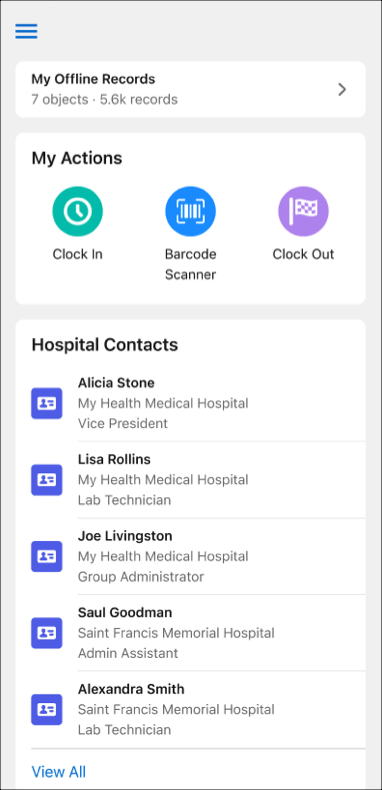 My Offline Records
7 objects · 5.6k records
My Actions
Clock In
Barcode
Scanner
Clock Out
Hospital Contacts
Alicia Stone
My Health Medical Hospital
Vice President
Lisa Rollins
My Health Medical Hospital
Lab Technician
Joe Livingston
My Health Medical Hospital
Group Administrator
Saul Goodman
Saint Francis Memorial Hospital
Admin Assistant
Alexandra Smith
Saint Francis Memorial Hospital
Lab Technician
View All